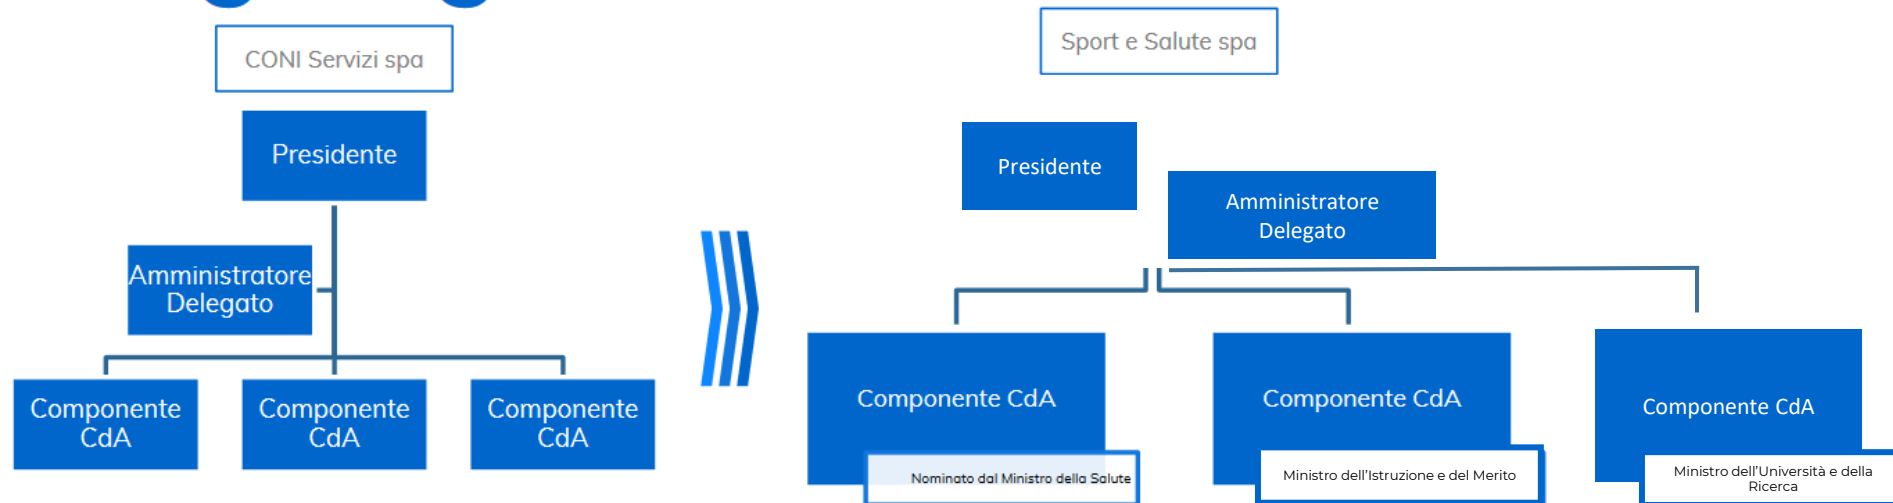 CONI Servizi spa
Presidente
Amministratore
Delegato
Componente
CdA
Componente
CdA
Componente
CdA
Sport e Salute spa
Presidente
Amministratore
Delegato
Componente CdA
Nominato dal Ministro della Salute
Componente CdA
Ministro dell'Istruzione e del Merito
Componente CdA
Ministro dell'Università e della
Ricerca